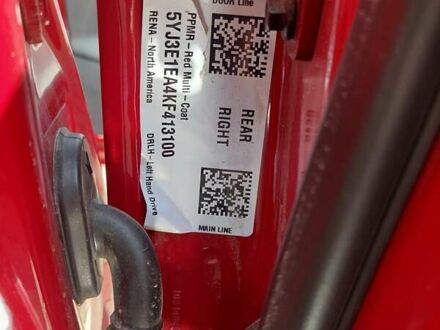 DOOR Line
PPMR-Red Multi-Coat
5YJ3E1EA4KF413100
RENA-North America
DRLH-Left Hand Drive
REAR
RIGHT
MAIN LINE